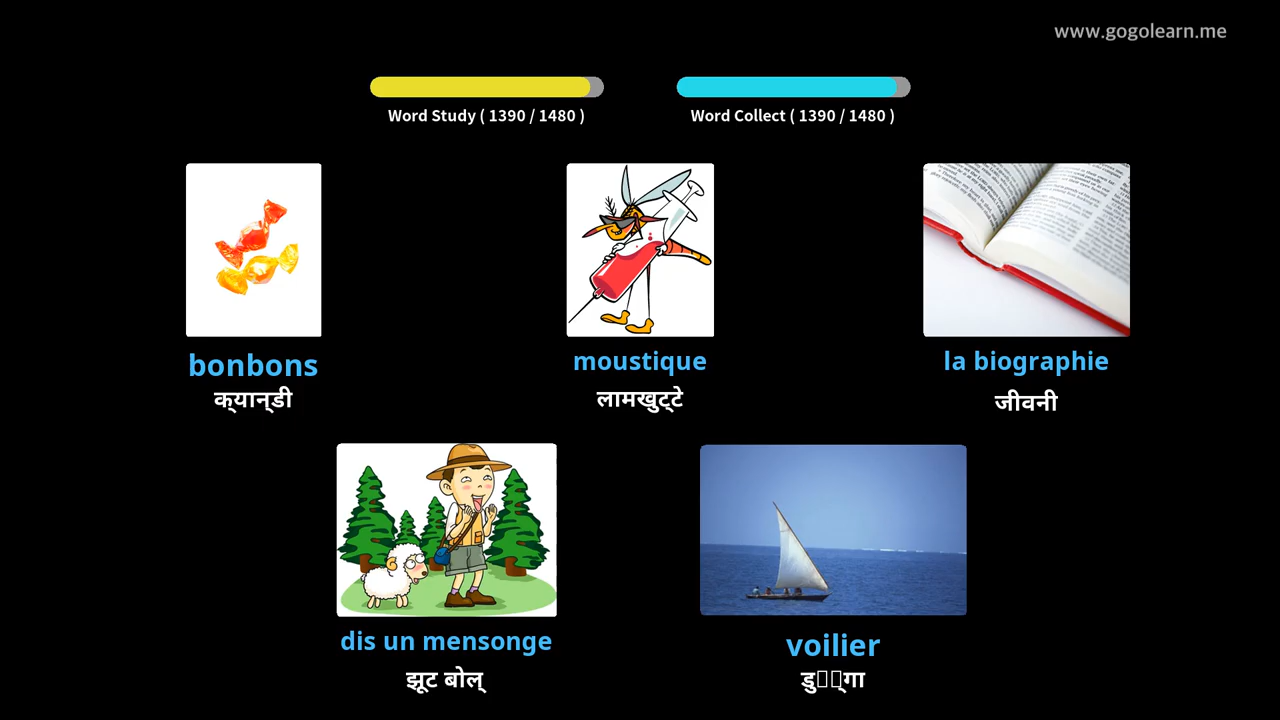 www.gogolearn.me
Word Study ( 1390 / 1480 )
Word Collect ( 1390 / 1480 )
bonbons
क्यान्डी
moustique
लामखुट्टे
la biographie
जीवनी
dis un mensonge
झूट बोल्
voilier